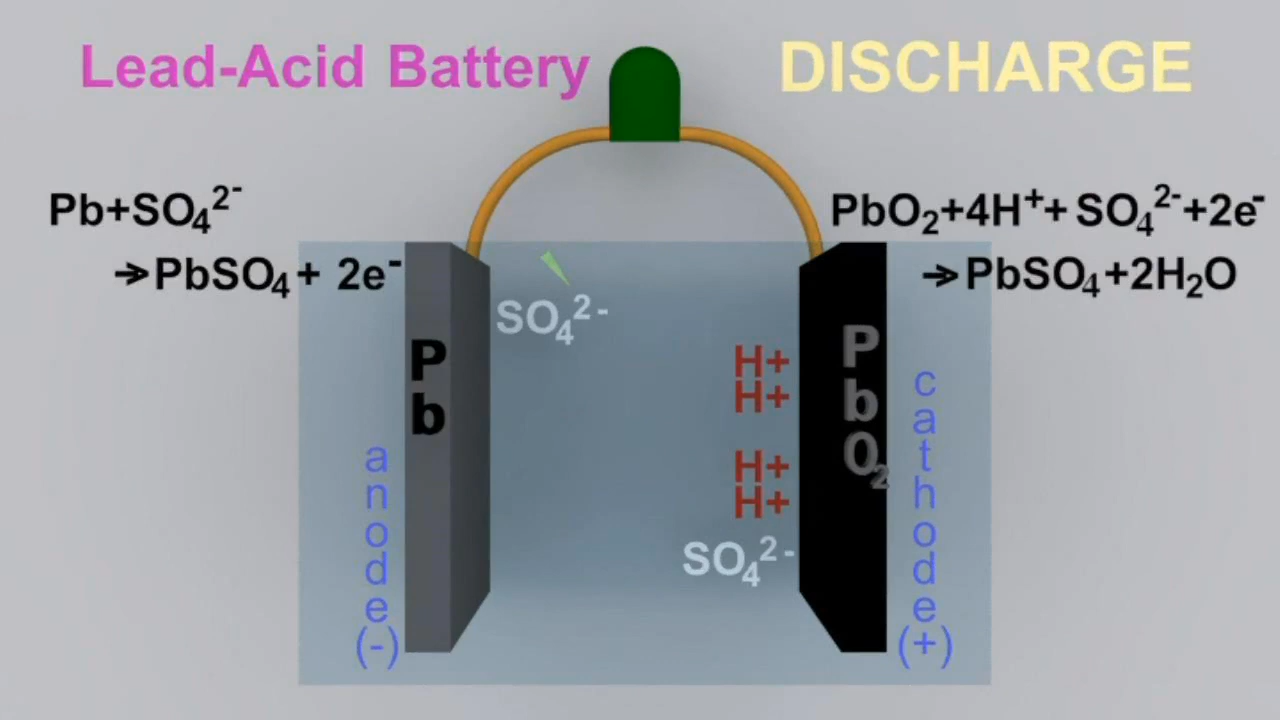 Lead-Acid Battery
DISCHARGE
Pb+SO₄²⁻
→PbSO₄+ 2e⁻
PbO₂+4H⁺+SO₄²⁻+2e⁻
→PbSO₄+2H₂O
Pb
anode(-)
SO₄²⁻
H+
H+
H+
H+
SO₄²⁻
PbO₂
cathode(+)